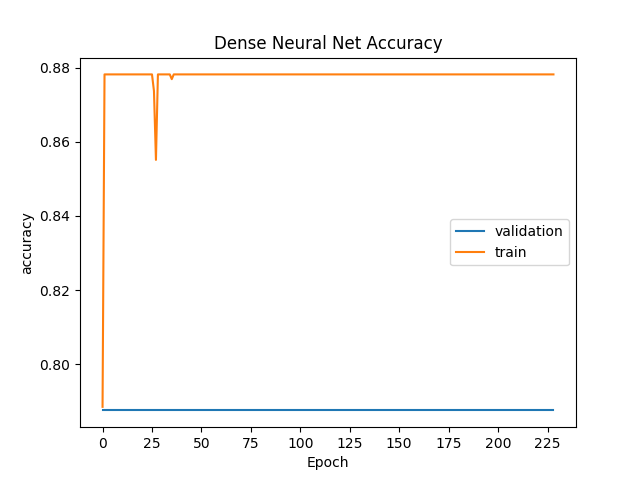 Dense Neural Net Accuracy
0.88
0.86
0.84
0.82
0.80
accuracy
validation
train
0 25 50 75 100 125 150 175 200 225
Epoch